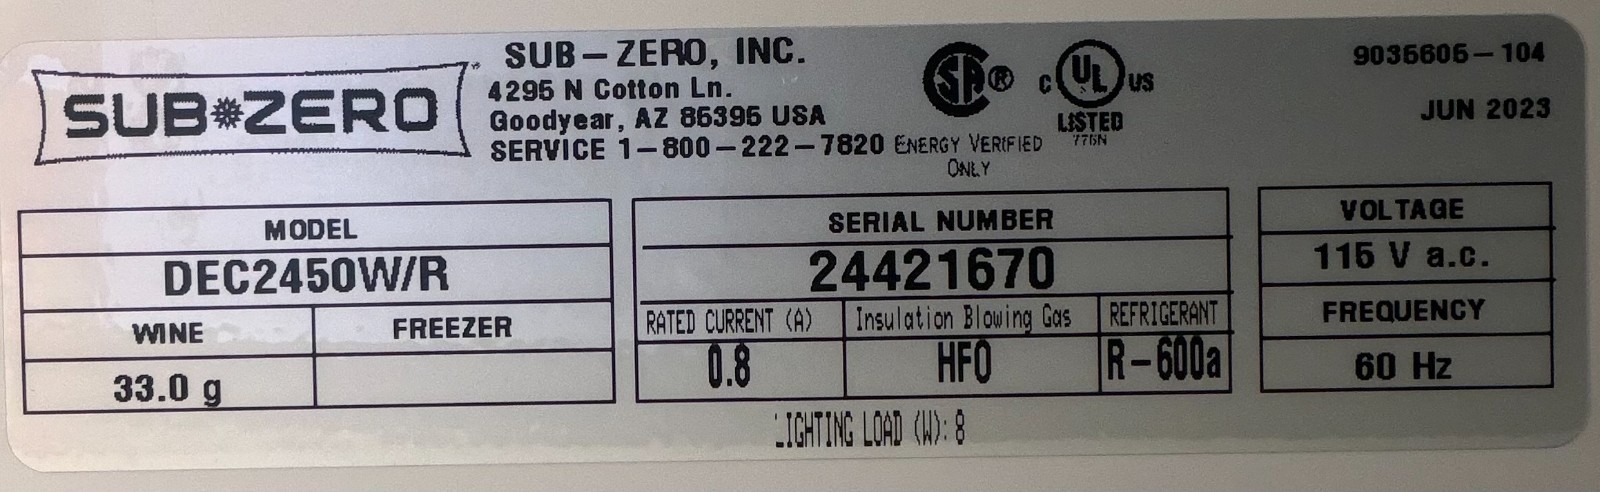 SUB ZERO
SUB-ZERO, INC.
4295 N Cotton Ln.
Goodyear, AZ 85395 USA
SERVICE 1-800-222-7820
SA®
ENERGY VERIFIED
ONLY
C UL US
LISTED
776N
9035605-104
JUN 2023
MODEL
DEC2450W/R
WINE
FREEZER
33.0 g
SERIAL NUMBER
24421670
RATED CURRENT (A)
Insulation Blowing Gas
REFRIGERANT
0.8
HFO
R-600a
VOLTAGE
115 V a.c.
FREQUENCY
60 Hz
LIGHTING LOAD (W): 8